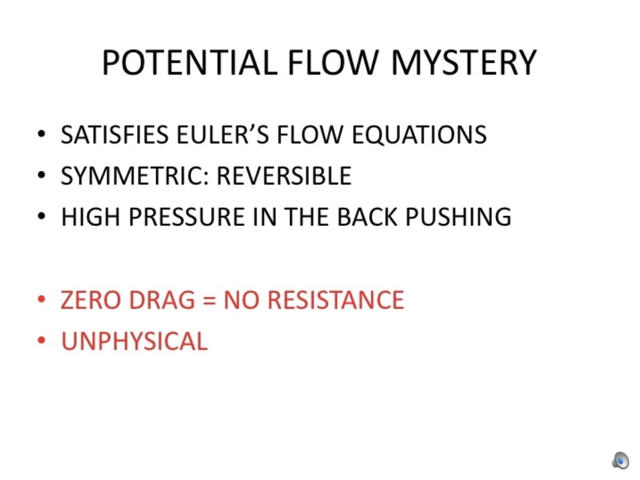 POTENTIAL FLOW MYSTERY
• SATISFIES EULER’S FLOW EQUATIONS
• SYMMETRIC: REVERSIBLE
• HIGH PRESSURE IN THE BACK PUSHING
• ZERO DRAG = NO RESISTANCE
• UNPHYSICAL